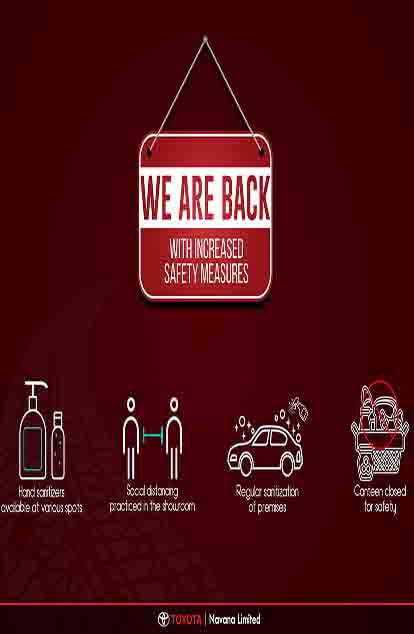 WE ARE BACK
WITH INCREASED
SAFETY MEASURES
Hand sanitizers
available at various spots
Social distancing
practiced in the showroom
Regular sanitization
of premises
Canteen closed
for safety
TOYOTA | Navana Limited